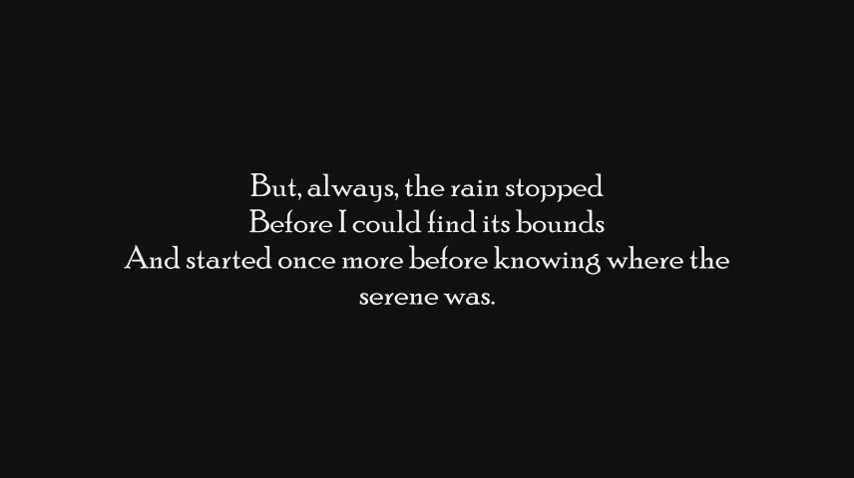 But, always, the rain stopped
Before I could find its bounds
And started once more before knowing where the
serene was.